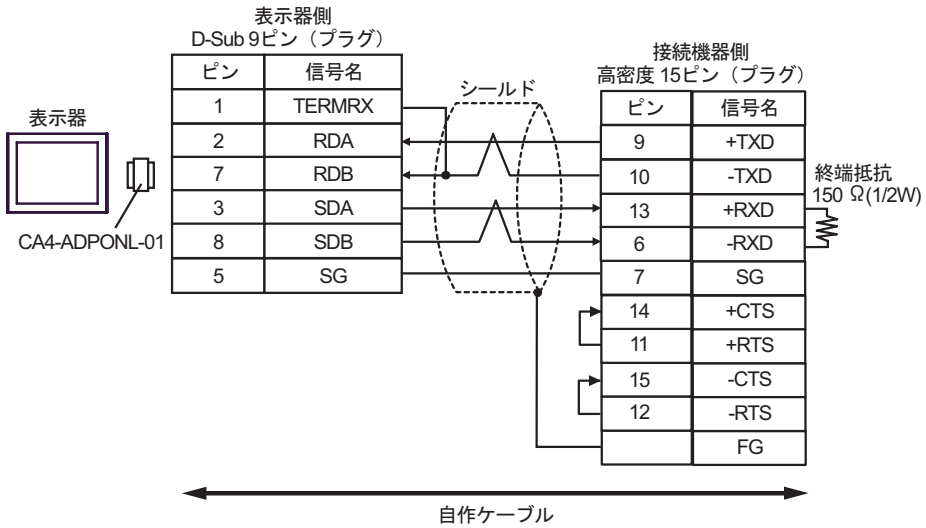 表示器側
D-Sub 9ピン（プラグ）
ピン 信号名
1 TERMRX
2 RDA
7 RDB
3 SDA
8 SDB
5 SG
シールド
表示器
CA4-ADPONL-01
接続機器側
高密度 15ピン（プラグ）
ピン 信号名
9 +TXD
10 -TXD
13 +RXD
6 -RXD
7 SG
14 +CTS
11 +RTS
15 -CTS
12 -RTS
FG
終端抵抗
150 Ω(1/2W)
自作ケーブル